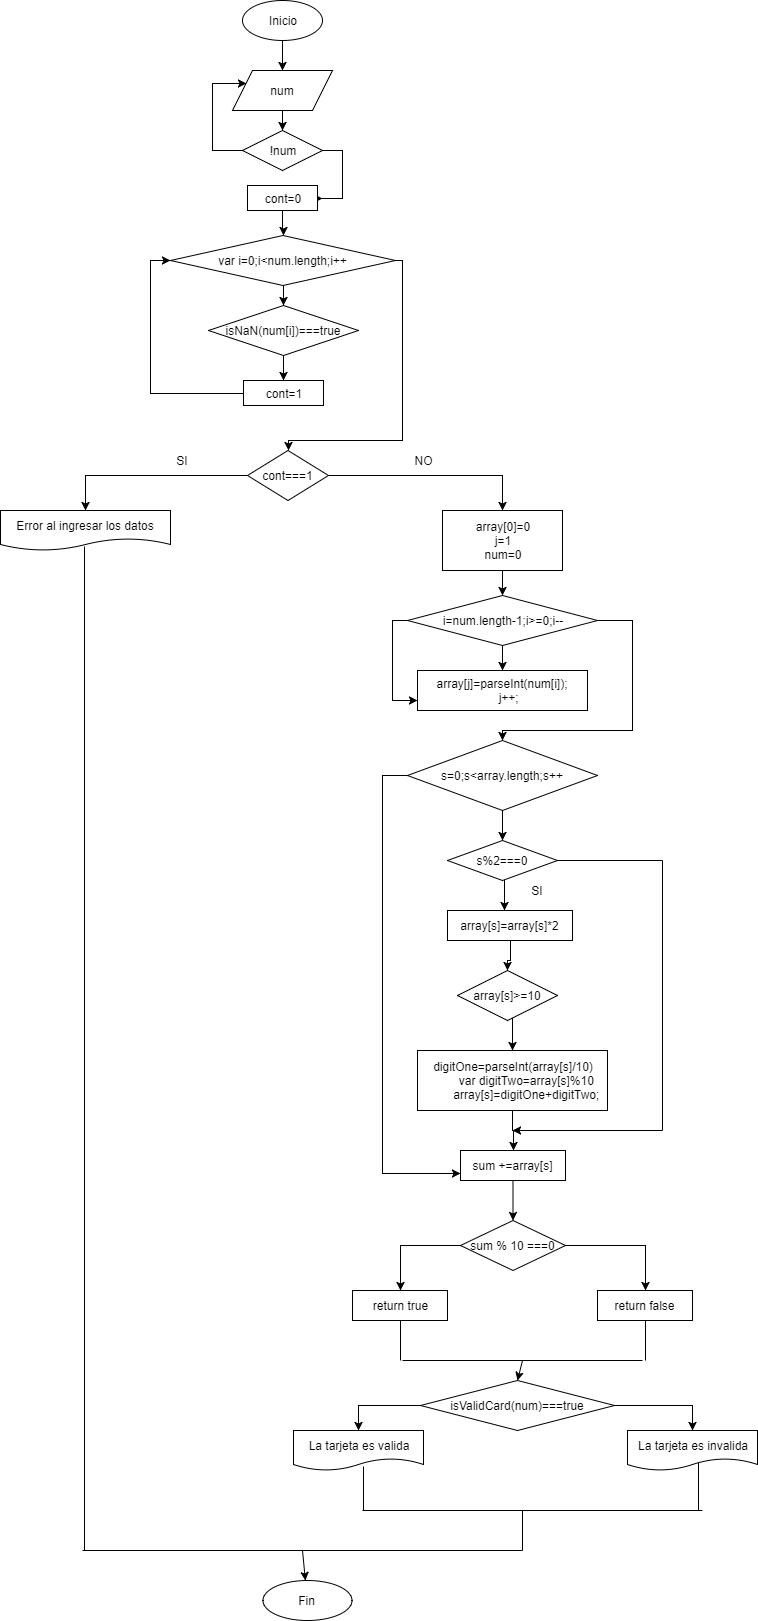 Inicio
num
!num
cont=0
var i=0;i<num.length;i++
isNaN(num[i])===true
cont=1
SI
NO
cont===1
Error al ingresar los datos
array[0]=0
j=1
num=0
i=num.length-1;i>=0;i--
array[j]=parseInt(num[i]);
j++;
s=0;s<array.length;s++
s%2===0
SI
array[s]=array[s]*2
array[s]>=10
digitOne=parseInt(array[s]/10)
var digitTwo=array[s]%10
array[s]=digitOne+digitTwo;
sum +=array[s]
sum % 10 ===0
return true
return false
isValidCard(num)===true
La tarjeta es valida
La tarjeta es invalida
Fin